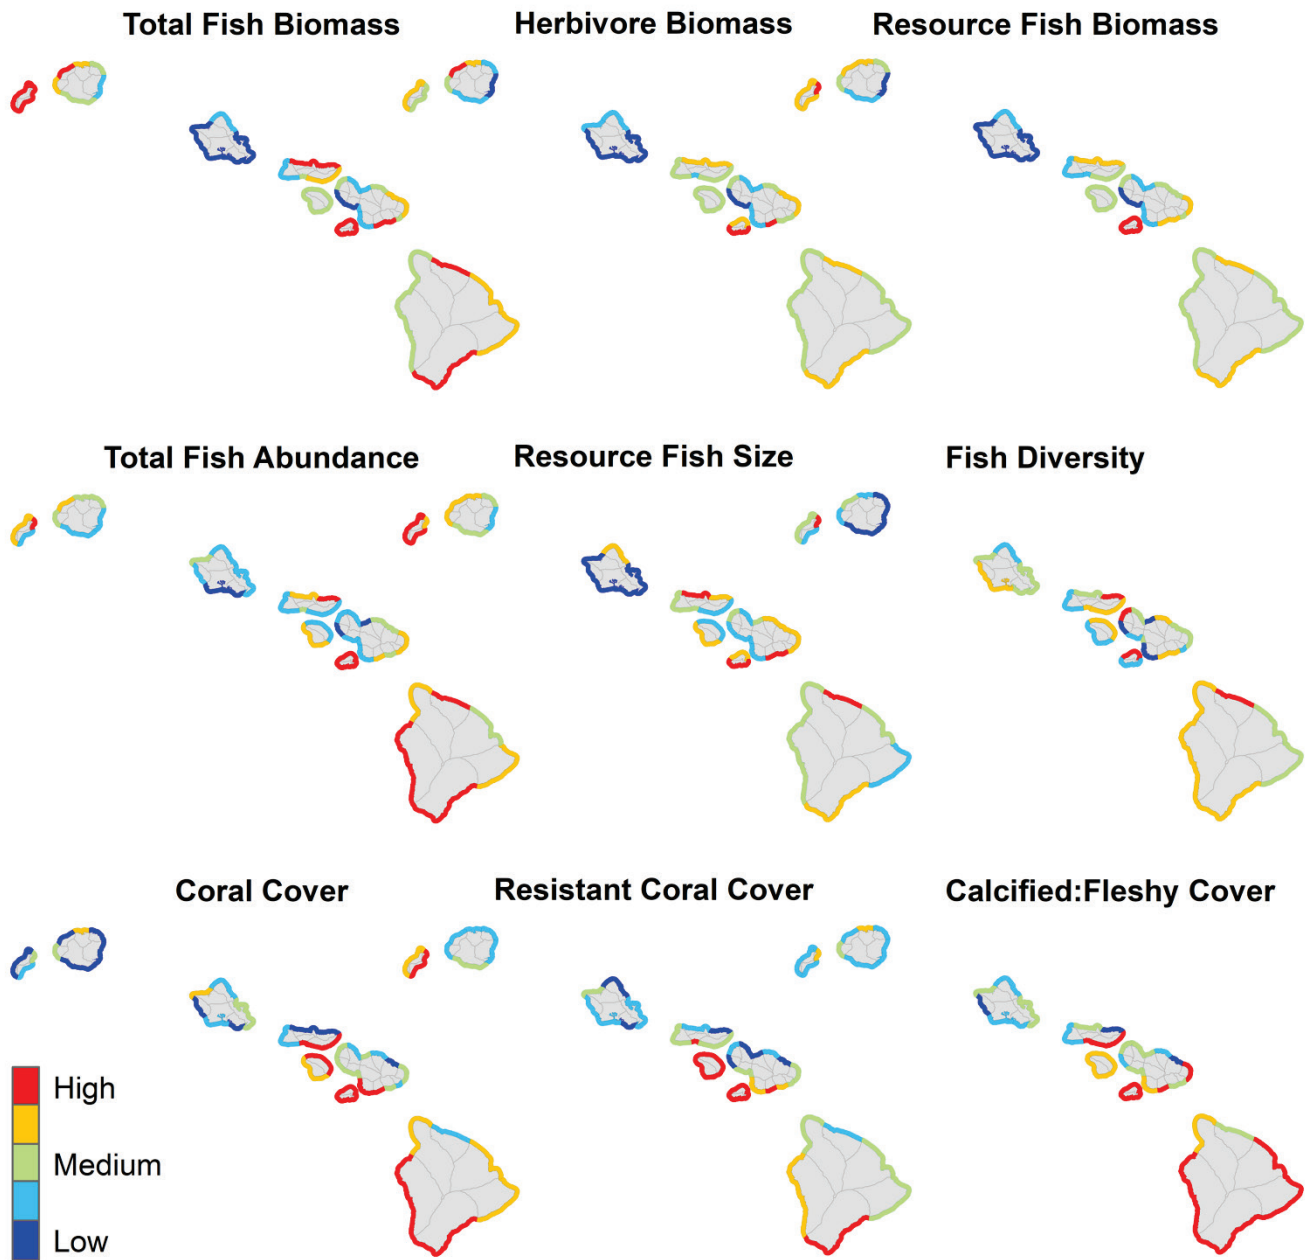 Total Fish Biomass
Herbivore Biomass
Resource Fish Biomass
Total Fish Abundance
Resource Fish Size
Fish Diversity
Coral Cover
Resistant Coral Cover
Calcified:Fleshy Cover
High
Medium
Low